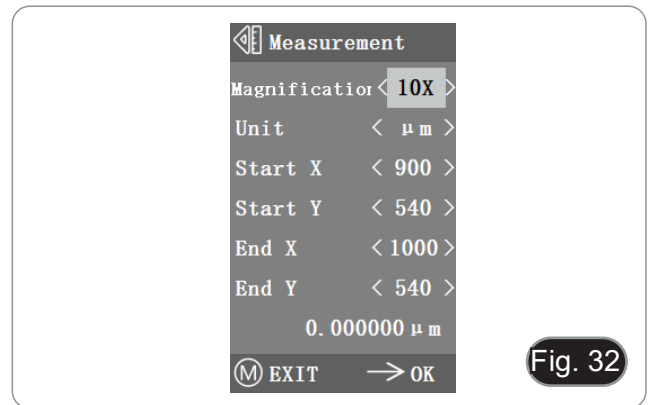 Measurement
Magnificatior < 10X >
Unit < μm >
Start X < 900 >
Start Y < 540 >
End X < 1000 >
End Y < 540 >
0.000000 μm
M EXIT → OK
Fig. 32